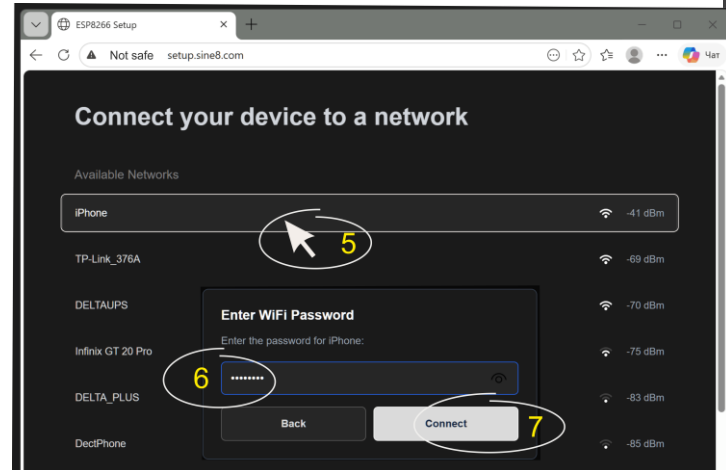 ESP8266 Setup
Not safe setup.sine8.com
Чат
Connect your device to a network
Available Networks
iPhone -41 dBm
5
TP-Link_376A -69 dBm
DELTAUPS -70 dBm
Enter WiFi Password
Enter the password for iPhone:
Infinix GT 20 Pro -75 dBm
6
DELTA_PLUS -83 dBm
Back Connect 7
DectPhone -85 dBm